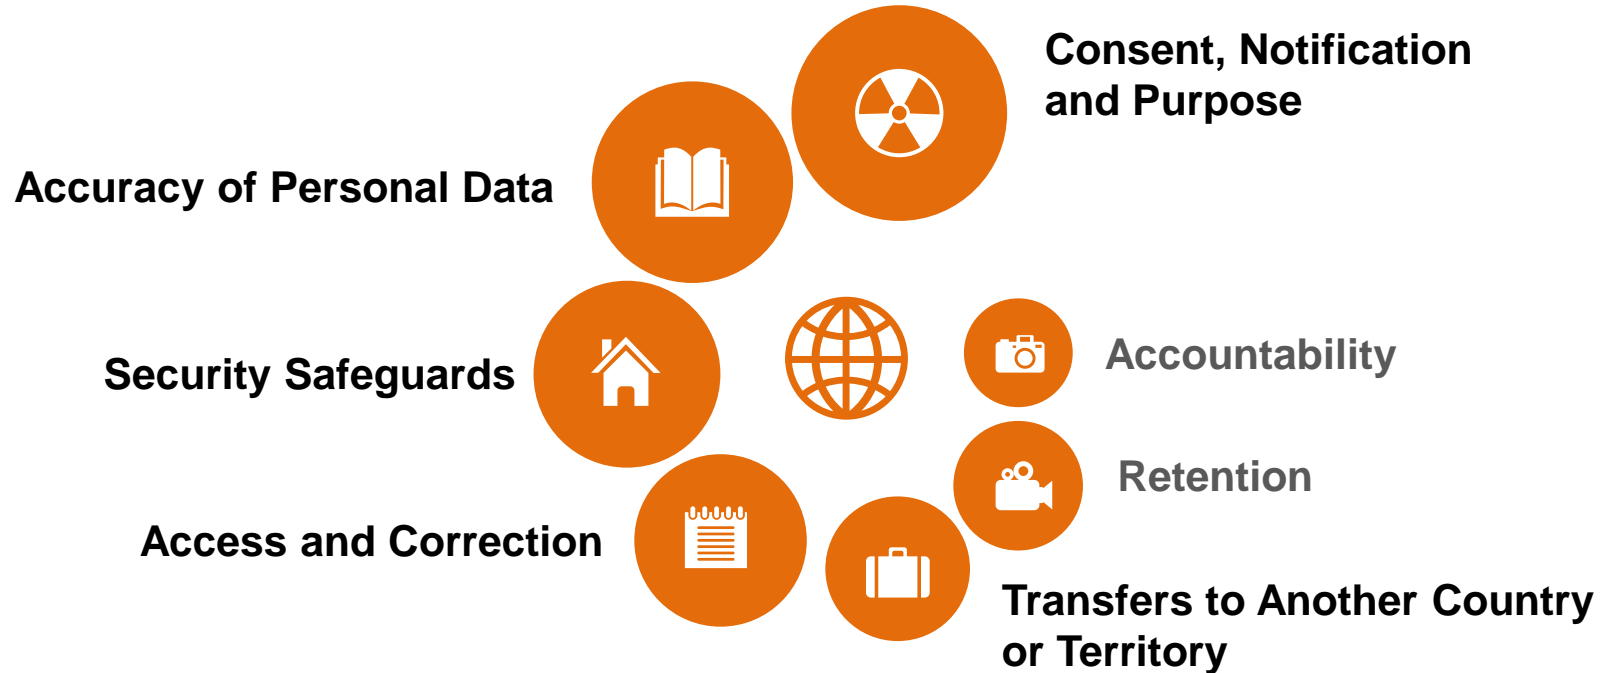 Consent, Notification
and Purpose
Accuracy of Personal Data
Security Safeguards
Access and Correction
Transfers to Another Country
or Territory
Retention
Accountability